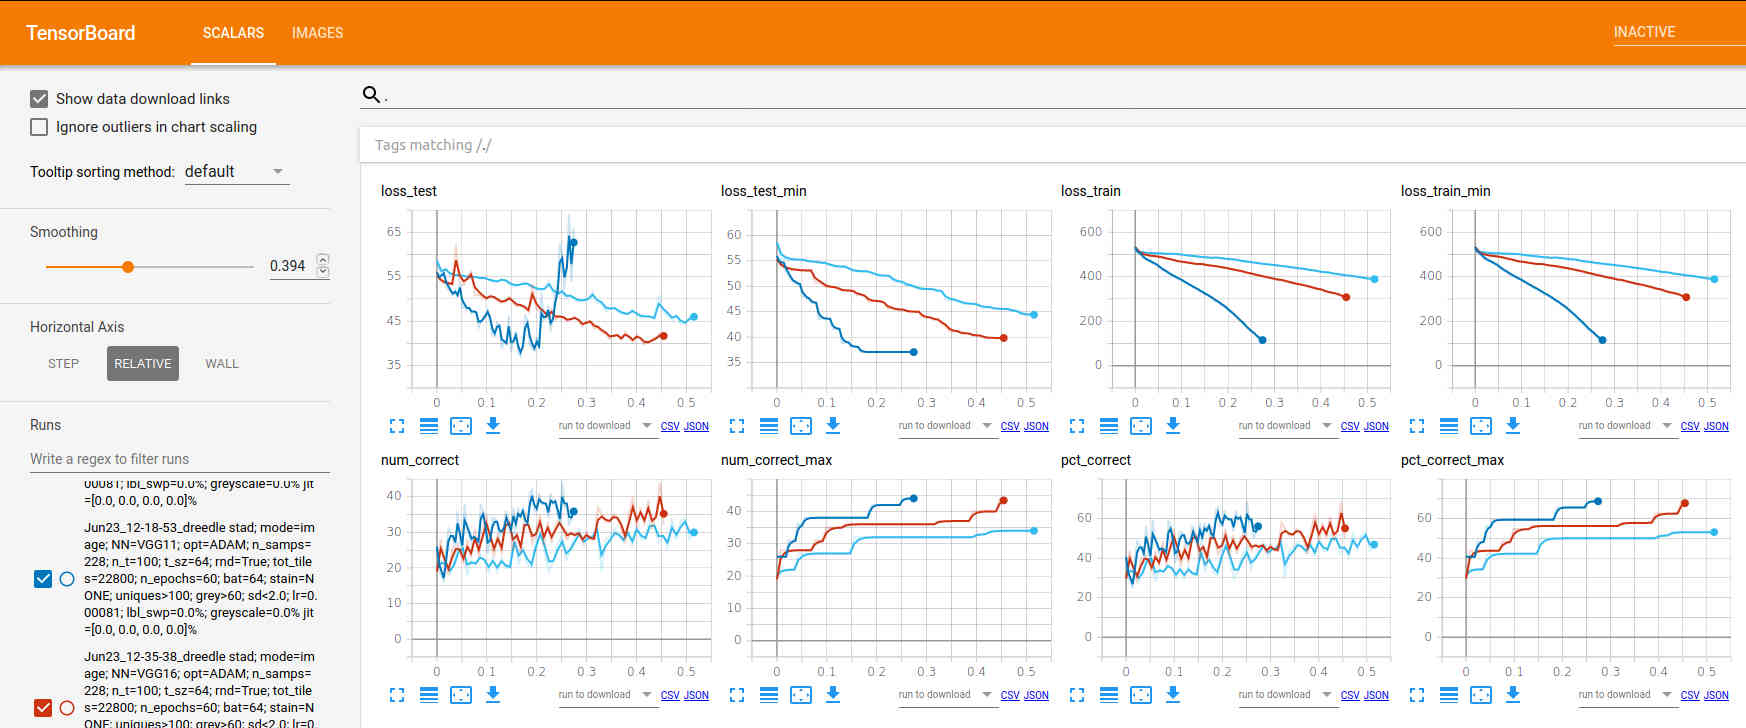 TensorBoard
SCALARS
IMAGES
INACTIVE
Show data download links
Ignore outliers in chart scaling
Tooltip sorting method: default
Smoothing
0.394
Horizontal Axis
STEP
RELATIVE
WALL
Runs
Write a regex to filter runs
00081; lbl_swp=0.0%; greyscale=0.0% jit
=[0.0, 0.0, 0.0, 0.0]%
Jun23_12-18-53_dreedle stad; mode=im
age; NN=VGG11; opt=ADAM; n_samps=
228; n_t=100; t_sz=64; rnd=True; tot_tile
s=22800; n_epochs=60; bat=64; stain=N
ONE; uniques>100; grey>60; sd<2.0; lr=0.
00081; lbl_swp=0.0%; greyscale=0.0% jit
=[0.0, 0.0, 0.0, 0.0]%
Jun23_12-35-38_dreedle stad; mode=im
age; NN=VGG16; opt=ADAM; n_samps=
228; n_t=100; t_sz=64; rnd=True; tot_tile
s=22800; n_epochs=60; bat=64; stain=N
ONE; uniques>100; grey>60; sd<2.0; lr=0.
.
Tags matching /./
loss_test
65
55
45
35
0 0.1 0.2 0.3 0.4 0.5
run to download CSV JSON
loss_test_min
60
55
50
45
40
35
0 0.1 0.2 0.3 0.4 0.5
run to download CSV JSON
loss_train
600
400
200
0
0 0.1 0.2 0.3 0.4 0.5
run to download CSV JSON
loss_train_min
600
400
200
0
0 0.1 0.2 0.3 0.4 0.5
run to download CSV JSON
num_correct
40
30
20
10
0
0 0.1 0.2 0.3 0.4 0.5
run to download CSV JSON
num_correct_max
40
30
20
10
0
0 0.1 0.2 0.3 0.4 0.5
run to download CSV JSON
pct_correct
60
40
20
0
0 0.1 0.2 0.3 0.4 0.5
run to download CSV JSON
pct_correct_max
60
40
20
0
0 0.1 0.2 0.3 0.4 0.5
run to download CSV JSON